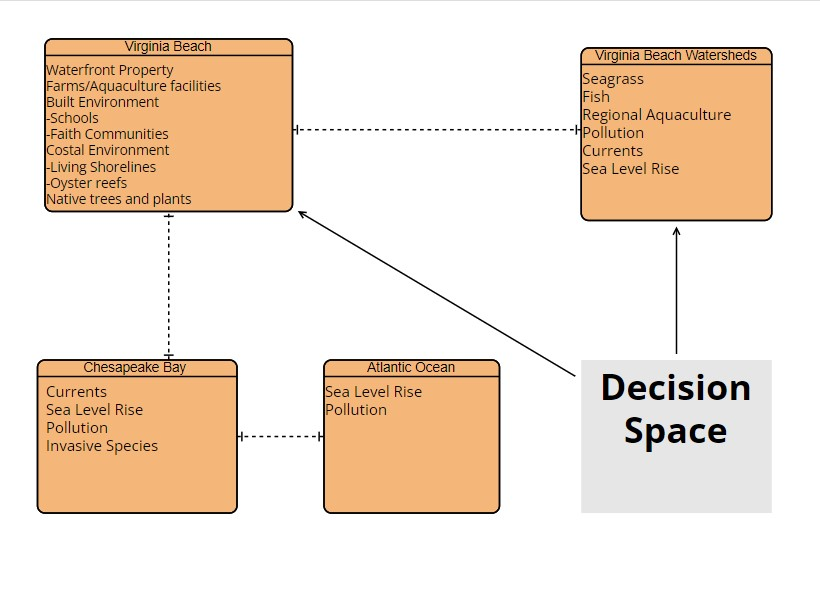 Virginia Beach
Waterfront Property
Farms/Aquaculture facilities
Built Environment
-Schools
-Faith Communities
Costal Environment
-Living Shorelines
-Oyster reefs
Native trees and plants
Virginia Beach Watersheds
Seagrass
Fish
Regional Aquaculture
Pollution
Currents
Sea Level Rise
Chesapeake Bay
Currents
Sea Level Rise
Pollution
Invasive Species
Atlantic Ocean
Sea Level Rise
Pollution
Decision
Space